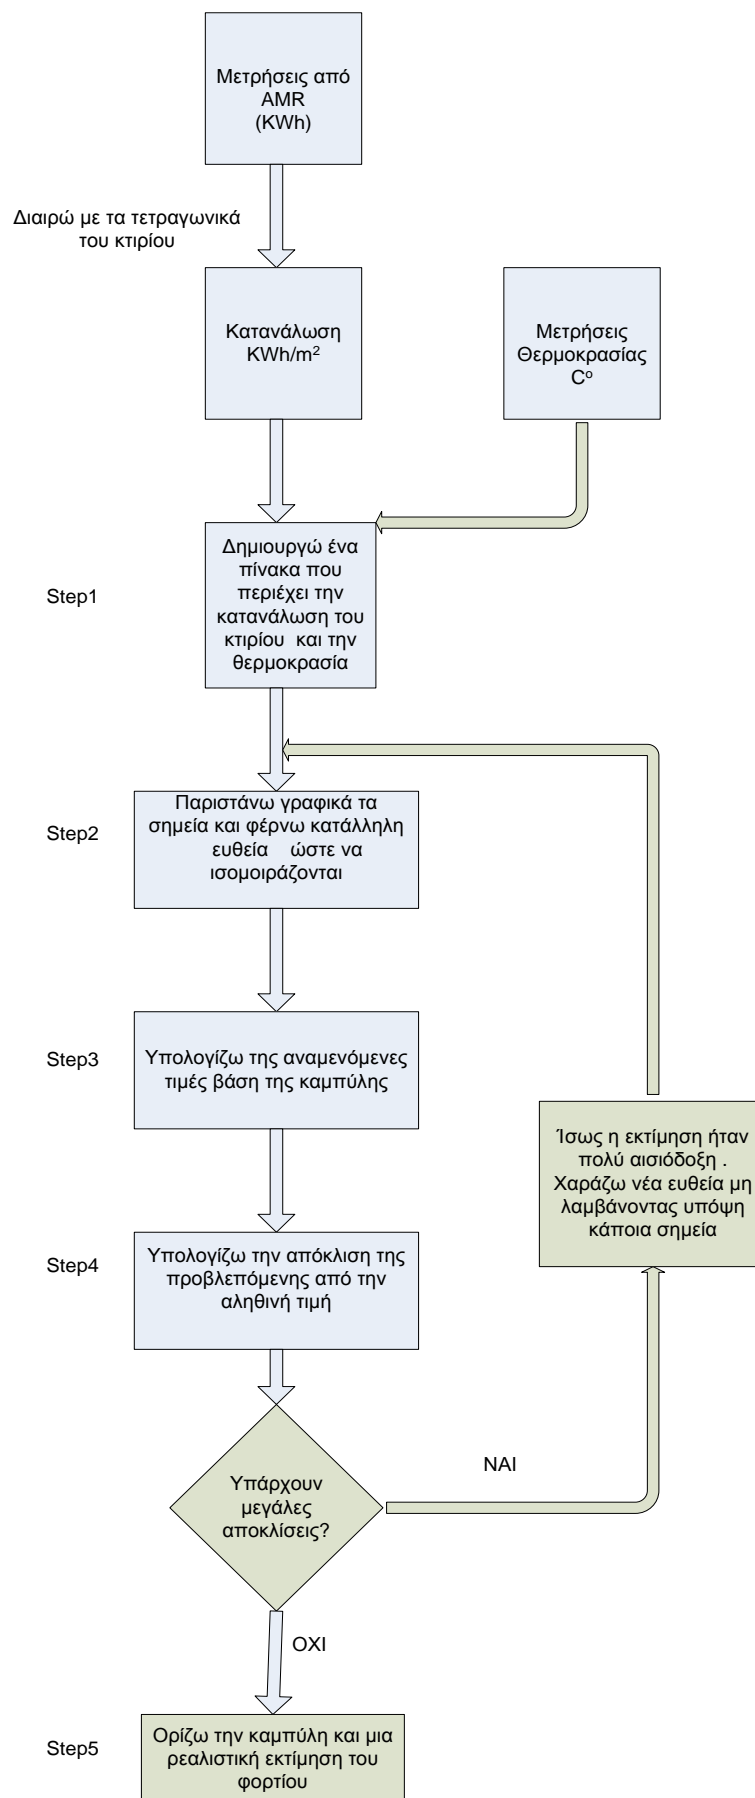 Μετρήσεις από
AMR
(KWh)
Διαιρώ με τα τετραγωνικά
του κτιρίου
Κατανάλωση
KWh/m²
Μετρήσεις
Θερμοκρασίας
Cº
Step1
Δημιουργώ ένα
πίνακα που
περιέχει την
κατανάλωση του
κτιρίου και την
θερμοκρασία
Step2
Παριστάνω γραφικά τα
σημεία και φέρνω κατάλληλη
ευθεία ώστε να
ισομοιράζονται
Step3
Υπολογίζω της αναμενόμενες
τιμές βάση της καμπύλης
Ίσως η εκτίμηση ήταν
πολύ αισιόδοξη .
Χαράζω νέα ευθεία μη
λαμβάνοντας υπόψη
κάποια σημεία
Step4
Υπολογίζω την απόκλιση της
προβλεπόμενης από την
αληθινή τιμή
Υπάρχουν
μεγάλες
αποκλίσεις?
ΝΑΙ
ΟΧΙ
Step5
Ορίζω την καμπύλη και μια
ρεαλιστική εκτίμηση του
φορτίου